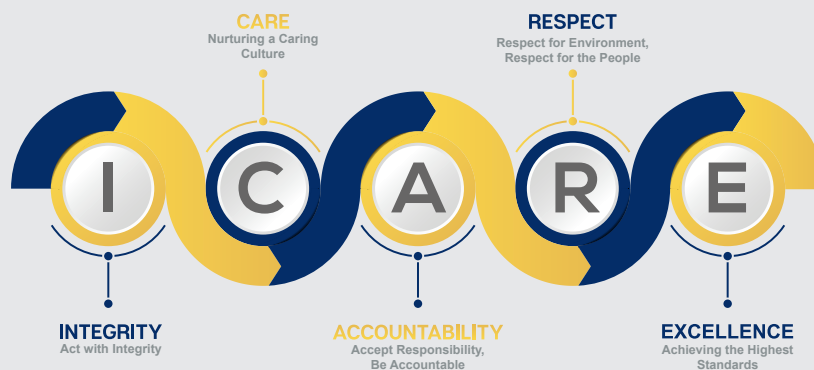 CARE
Nurturing a Caring
Culture
RESPECT
Respect for Environment,
Respect for the People
I
C
A
R
E
INTEGRITY
Act with Integrity
ACCOUNTABILITY
Accept Responsibility,
Be Accountable
EXCELLENCE
Achieving the Highest
Standards